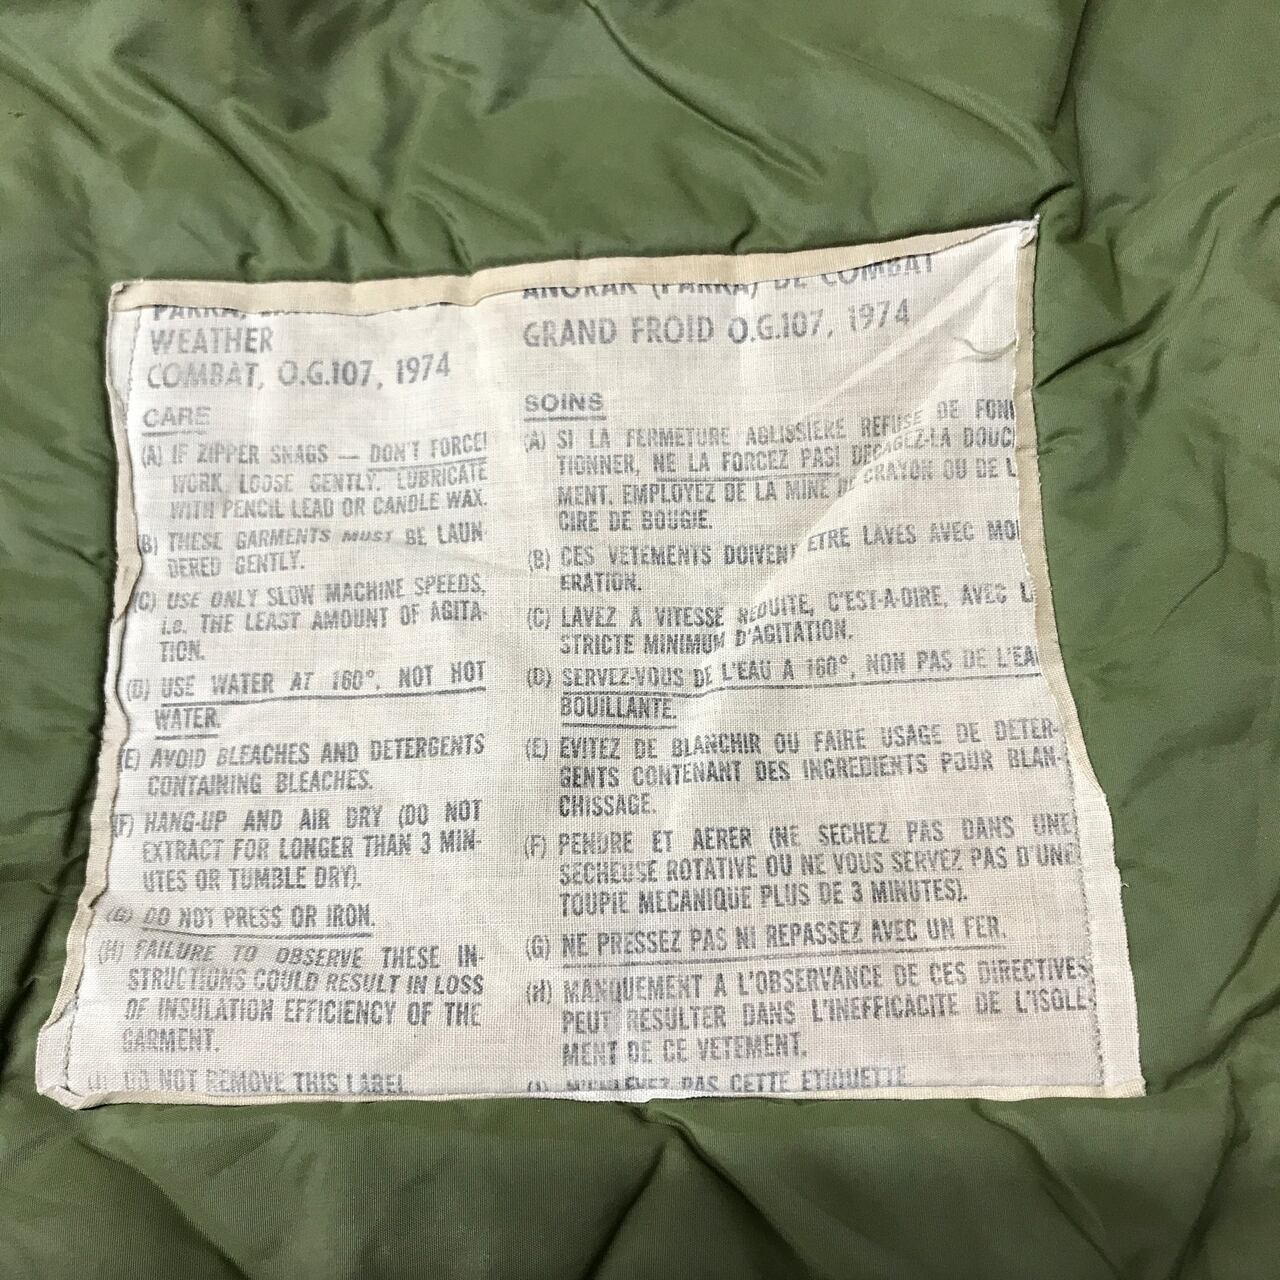 PARKA,
WEATHER
COMBAT, O.G.107, 1974
CARE
(A) IF ZIPPER SNAGS — DON'T FORCE!
WORK LOOSE GENTLY. LUBRICATE
WITH PENCIL LEAD OR CANDLE WAX.
(B) THESE GARMENTS MUST BE LAUN-
DERED GENTLY.
(C) USE ONLY SLOW MACHINE SPEEDS,
i.e. THE LEAST AMOUNT OF AGITA-
TION.
(D) USE WATER AT 160°, NOT HOT
WATER.
(E) AVOID BLEACHES AND DETERGENTS
CONTAINING BLEACHES.
(F) HANG-UP AND AIR DRY (DO NOT
EXTRACT FOR LONGER THAN 3 MIN-
UTES OR TUMBLE DRY).
(G) DO NOT PRESS OR IRON.
(H) FAILURE TO OBSERVE THESE IN-
STRUCTIONS COULD RESULT IN LOSS
OF INSULATION EFFICIENCY OF THE
GARMENT.
DO NOT REMOVE THIS LABEL.
ANORAK (PARKA) DE COMBAT
GRAND FROID O.G.107, 1974
SOINS
(A) SI LA FERMETURE AGLISSIERE REFUSE DE FON
TIONNER, NE LA FORCEZ PAS! DEGAGEZ-LA DOUC
MENT. EMPLOYEZ DE LA MINE DE CRAYON OU DE L
CIRE DE BOUGIE.
(B) CES VETEMENTS DOIVENT ETRE LAVES AVEC MO
ERATION.
(C) LAVEZ A VITESSE REDUITE, C'EST-A-DIRE, AVEC L
STRICTE MINIMUM D'AGITATION.
(D) SERVEZ-VOUS DE L'EAU A 160°, NON PAS DE L'EAU
BOUILLANTE.
(E) EVITEZ DE BLANCHIR OU FAIRE USAGE DE DETER-
GENTS CONTENANT DES INGREDIENTS POUR BLAN-
CHISSAGE.
(F) PENDRE ET AERER (NE SECHEZ PAS DANS UNE
SECHEUSE ROTATIVE OU NE VOUS SERVEZ PAS D'UNE
TOUPIE MECANIQUE PLUS DE 3 MINUTES).
(G) NE PRESSEZ PAS NI REPASSEZ AVEC UN FER.
(H) MANQUEMENT A L'OBSERVANCE DE CES DIRECTIVES
PEUT RESULTER DANS L'INEFFICACITE DE L'ISOLE-
MENT DE CE VETEMENT.
N'ENLEVEZ PAS CETTE ETIQUETTE